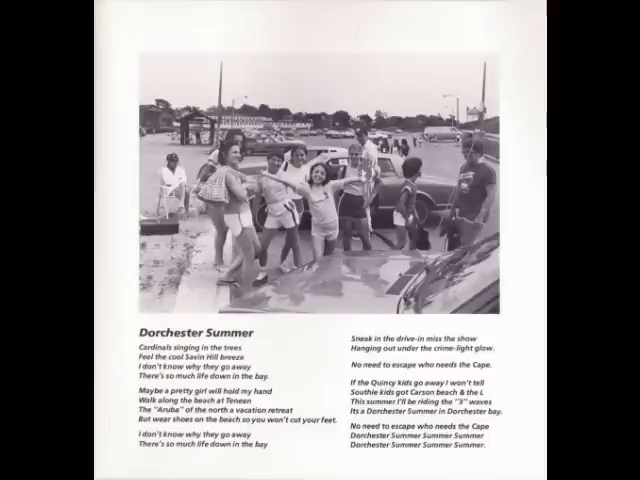 Dorchester Summer
Cardinals singing in the trees
Feel the cool Savin Hill breeze
I don't know why they go away
There's so much life down in the bay.
Maybe a pretty girl will hold my hand
Walk along the beach at Tenean
The "Aruba" of the north a vacation retreat
But wear shoes on the beach so you won't cut your feet.
I don't know why they go away
There's so much life down in the bay
Sneak in the drive-in miss the show
Hanging out under the crime-light glow.
No need to escape who needs the Cape.
If the Quincy kids go away I won't tell
Southie kids got Carson beach & the L
This summer I'll be riding the "3" waves
Its a Dorchester Summer in Dorchester bay.
No need to escape who needs the Cape
Dorchester Summer Summer Summer
Dorchester Summer Summer Summer.